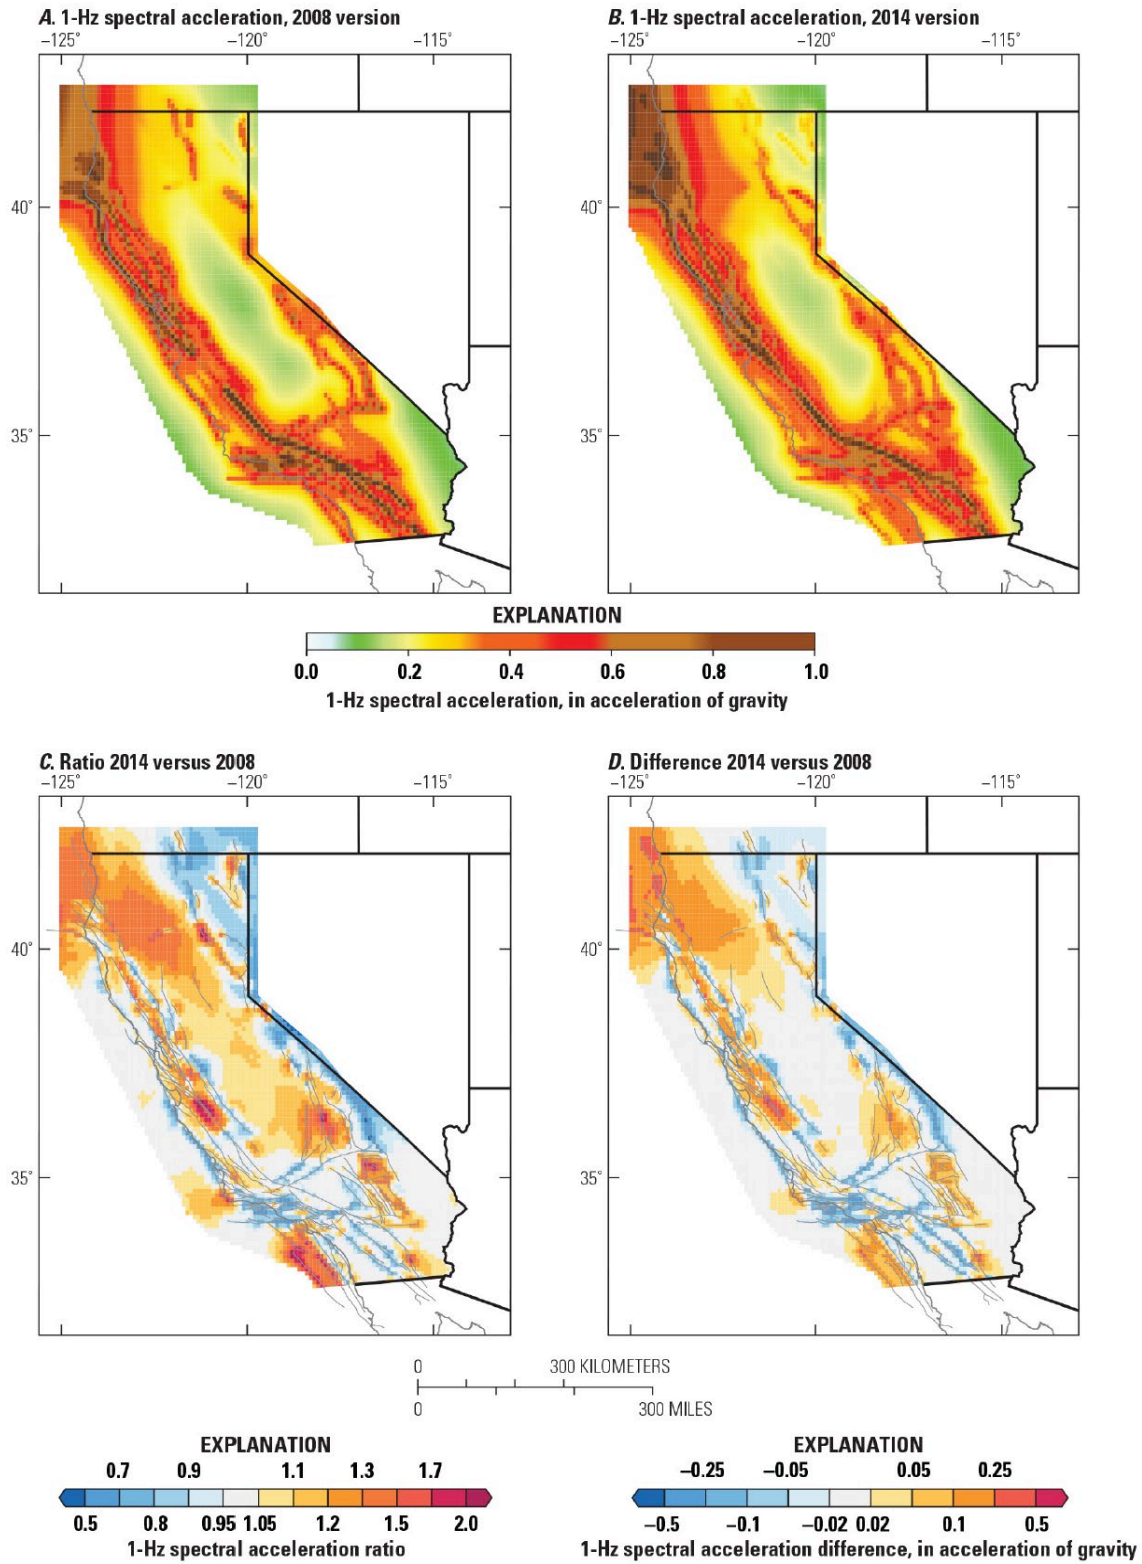 A. 1-Hz spectral accleration, 2008 version
B. 1-Hz spectral acceleration, 2014 version
−125˚ −120˚ −115˚
−125˚ −120˚ −115˚
40˚
40˚
35˚
35˚
EXPLANATION
0.0 0.2 0.4 0.6 0.8 1.0
1-Hz spectral acceleration, in acceleration of gravity
C. Ratio 2014 versus 2008
D. Difference 2014 versus 2008
−125˚ −120˚ −115˚
−125˚ −120˚ −115˚
40˚
40˚
35˚
35˚
0 300 KILOMETERS
0 300 MILES
EXPLANATION
0.7 0.9 1.1 1.3 1.7
0.5 0.8 0.95 1.05 1.2 1.5 2.0
1-Hz spectral acceleration ratio
EXPLANATION
−0.25 −0.05 0.05 0.25
−0.5 −0.1 −0.02 0.02 0.1 0.5
1-Hz spectral acceleration difference, in acceleration of gravity